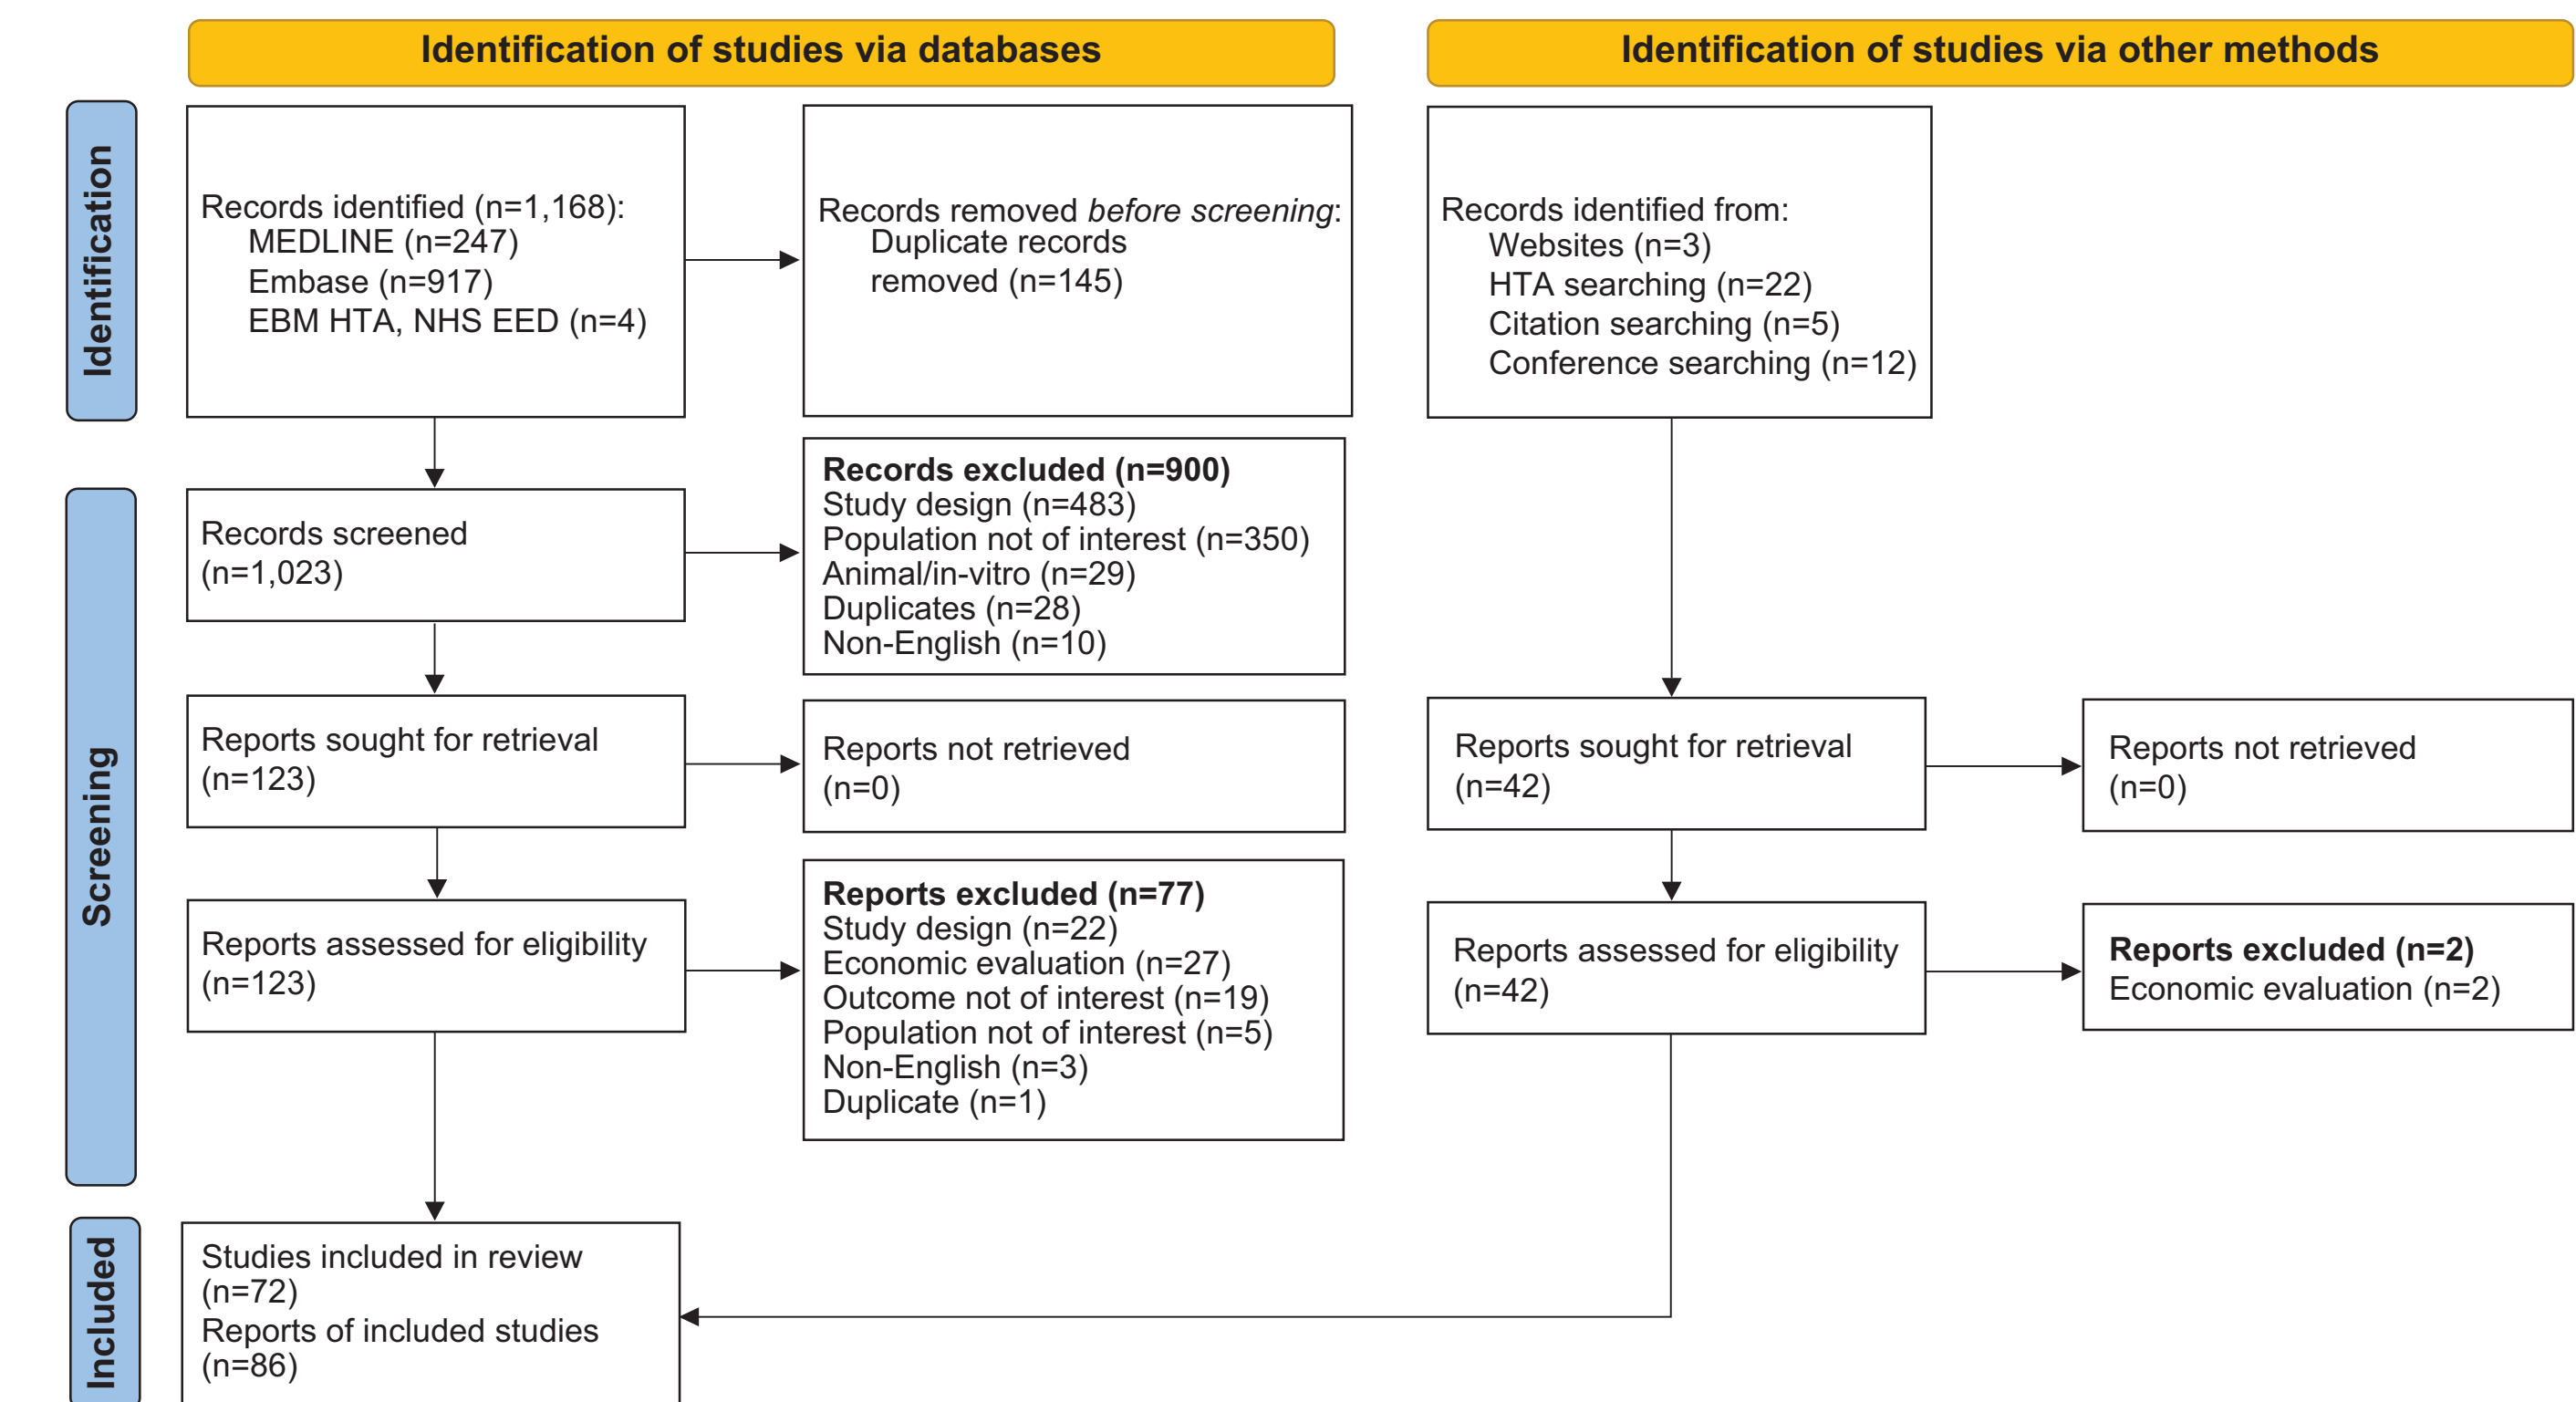 Identification of studies via databases
Identification of studies via other methods
Identification
Records identified (n=1,168):
MEDLINE (n=247)
Embase (n=917)
EBM HTA, NHS EED (n=4)
Records removed before screening:
Duplicate records
removed (n=145)
Records identified from:
Websites (n=3)
HTA searching (n=22)
Citation searching (n=5)
Conference searching (n=12)
Screening
Records screened
(n=1,023)
Records excluded (n=900)
Study design (n=483)
Population not of interest (n=350)
Animal/in-vitro (n=29)
Duplicates (n=28)
Non-English (n=10)
Reports sought for retrieval
(n=123)
Reports not retrieved
(n=0)
Reports sought for retrieval
(n=42)
Reports not retrieved
(n=0)
Reports assessed for eligibility
(n=123)
Reports excluded (n=77)
Study design (n=22)
Economic evaluation (n=27)
Outcome not of interest (n=19)
Population not of interest (n=5)
Non-English (n=3)
Duplicate (n=1)
Reports assessed for eligibility
(n=42)
Reports excluded (n=2)
Economic evaluation (n=2)
Included
Studies included in review
(n=72)
Reports of included studies
(n=86)